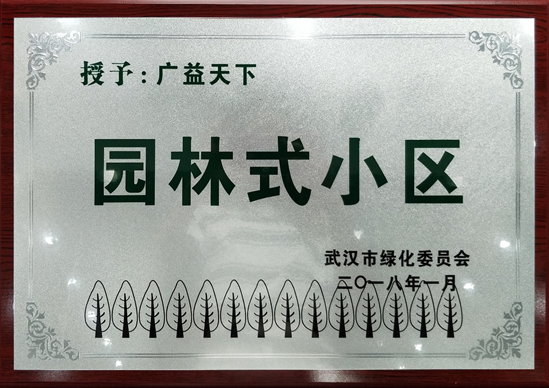 授予：广益天下
园林式小区
武汉市绿化委员会
二〇一八年一月